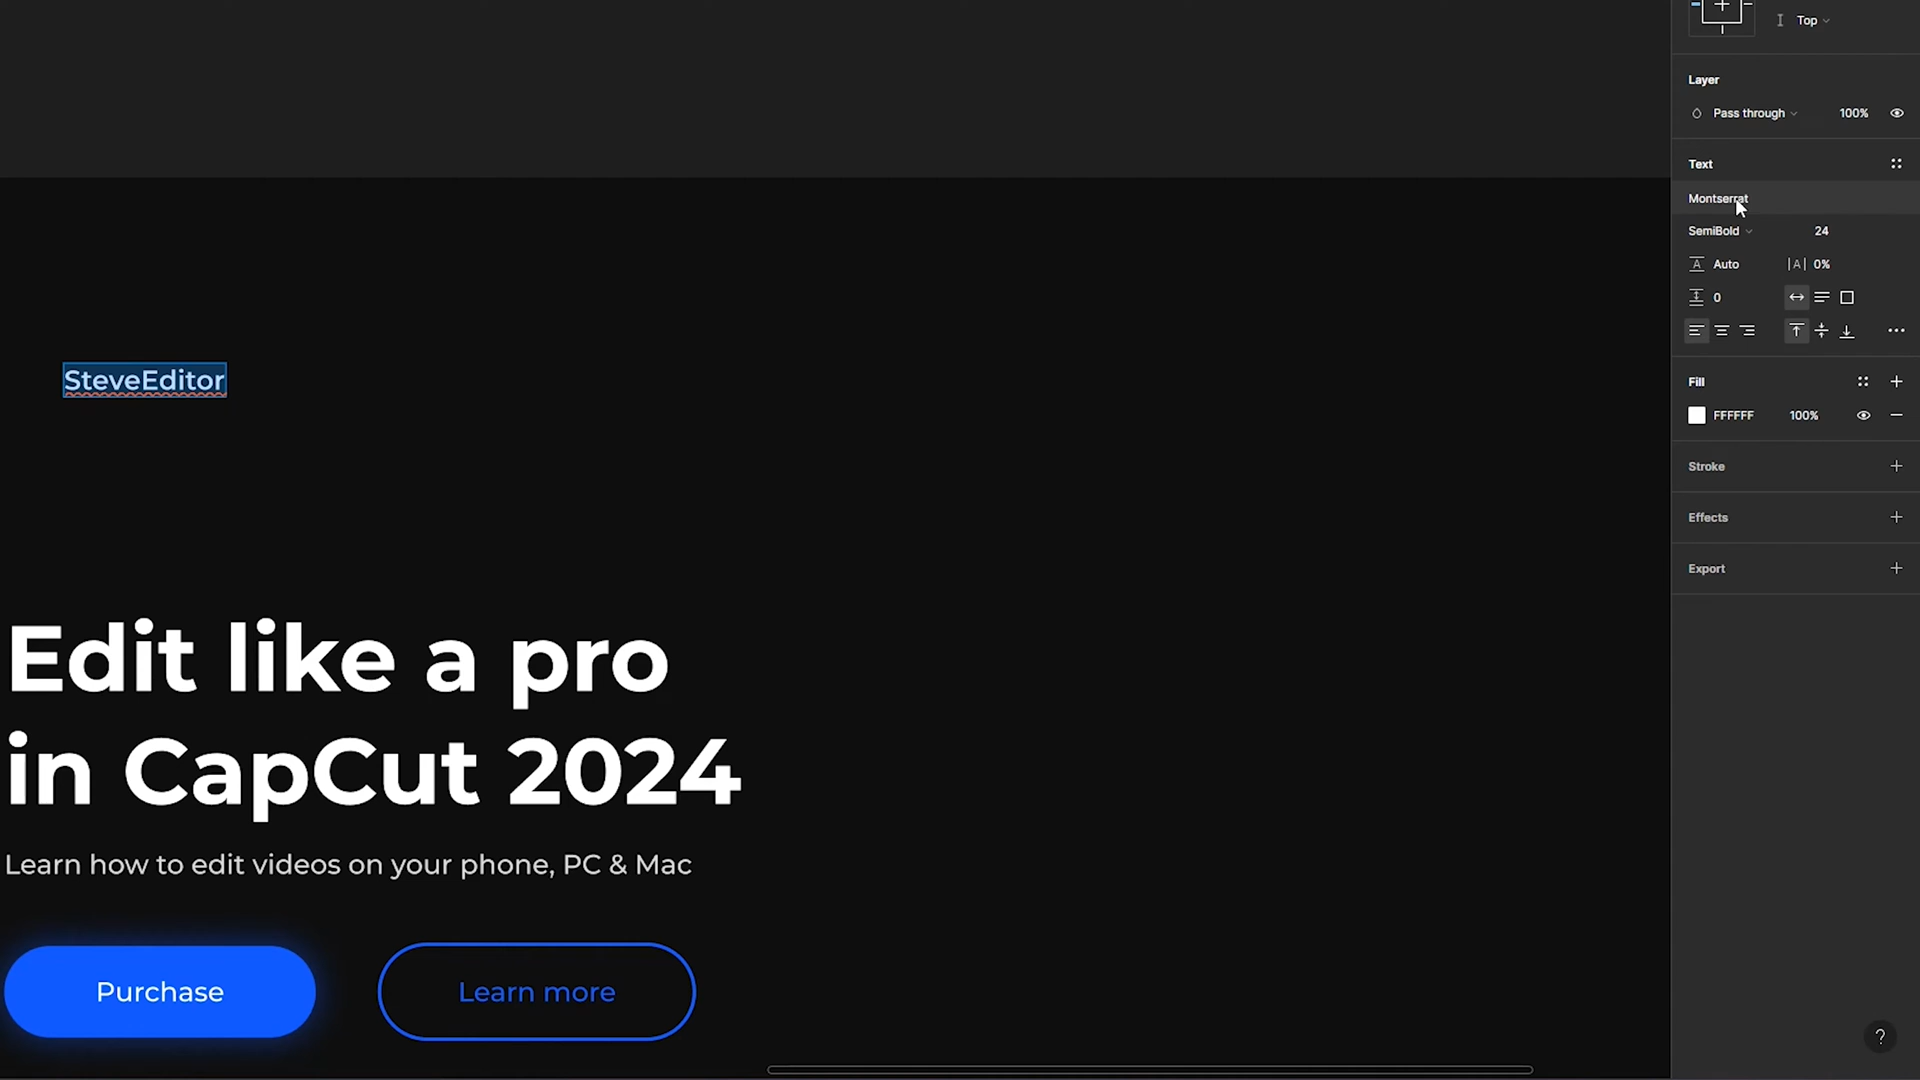 Top
Layer
Pass through 100%
Text
Montserrat
SemiBold 24
A Auto |A| 0%
0
SteveEditor
Fill
FFFFFF 100%
Stroke
Effects
Export
Edit like a pro
in CapCut 2024
Learn how to edit videos on your phone, PC & Mac
Purchase Learn more
?